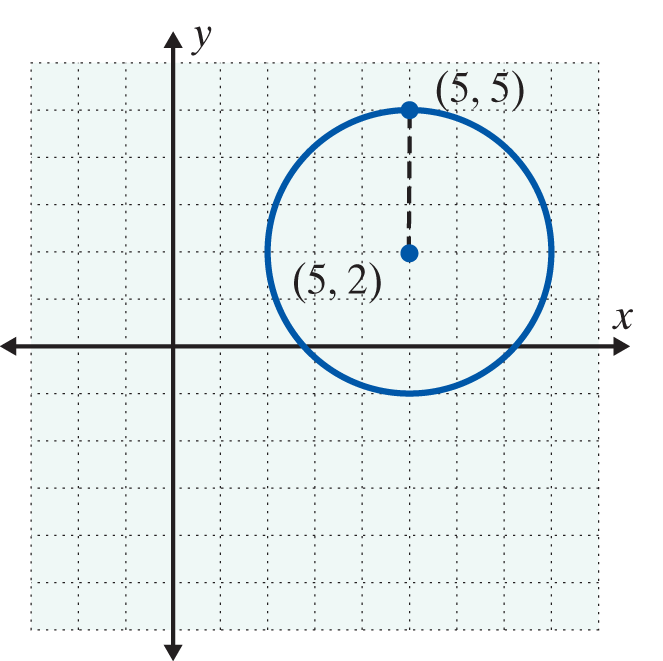 y
(5, 5)
(5, 2)
x